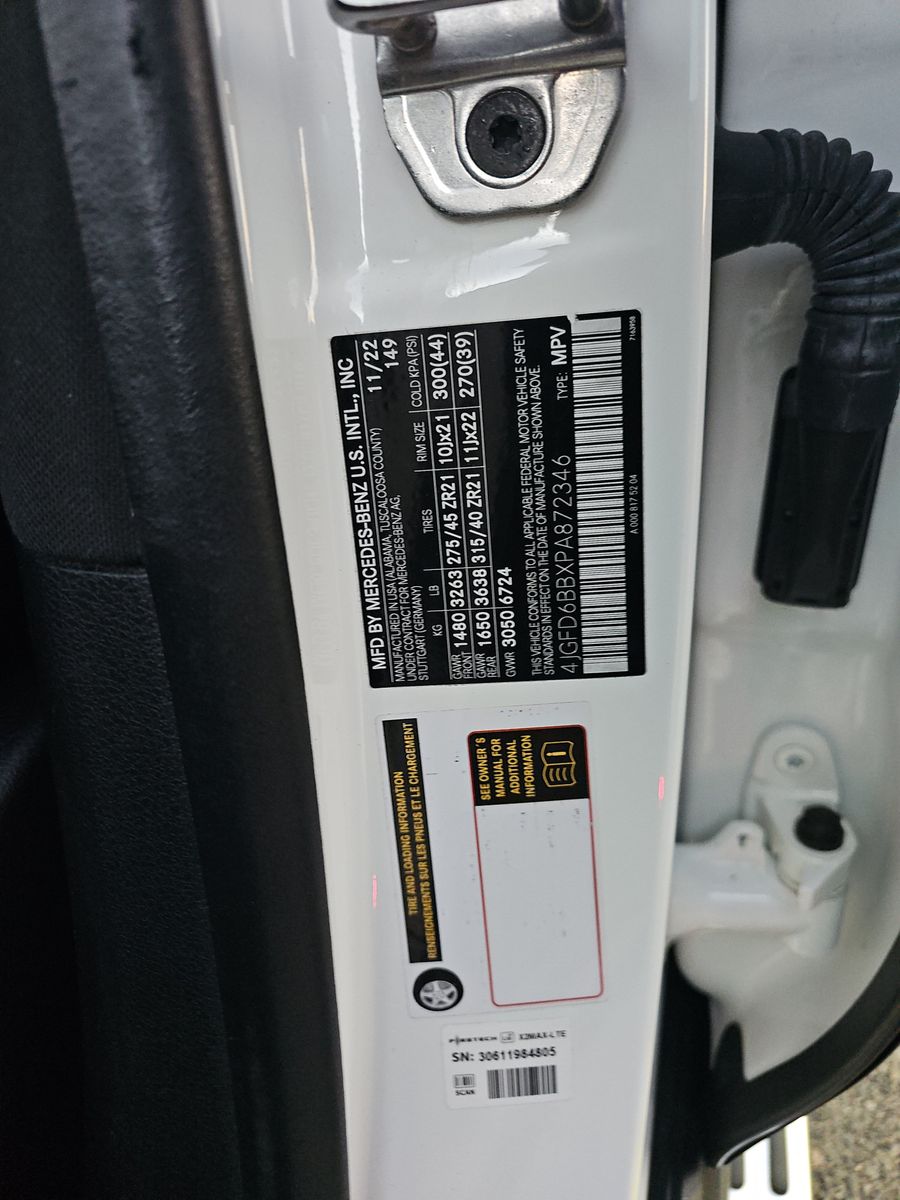 MFD BY MERCEDES-BENZ U.S. INTL., INC
MANUFACTURED IN USA (ALABAMA, TUSCALOOSA COUNTY) 11/22
UNDER CONTRACT FOR MERCEDES-BENZ AG, 149
STUTTGART (GERMANY)
KG LB TIRES RIM SIZE COLD KPA (PSI)
GAWR FRONT 1480 3263 275/45 ZR21 10Jx21 300(44)
GAWR REAR 1650 3638 315/40 ZR21 11Jx22 270(39)
GVWR 3050 6724
THIS VEHICLE CONFORMS TO ALL APPLICABLE FEDERAL MOTOR VEHICLE SAFETY
STANDARDS IN EFFECT ON THE DATE OF MANUFACTURE SHOWN ABOVE.
4JGFD6BBXPA872346 TYPE: MPV
A 000 817 52 04 7163958
TIRE AND LOADING INFORMATION
RENSEIGNEMENTS SUR LES PNEUS ET LE CHARGEMENT
SEE OWNER'S
MANUAL FOR
ADDITIONAL
INFORMATION
FIRSTECH X2MAX-LTE
SN: 30611984805
SCAN